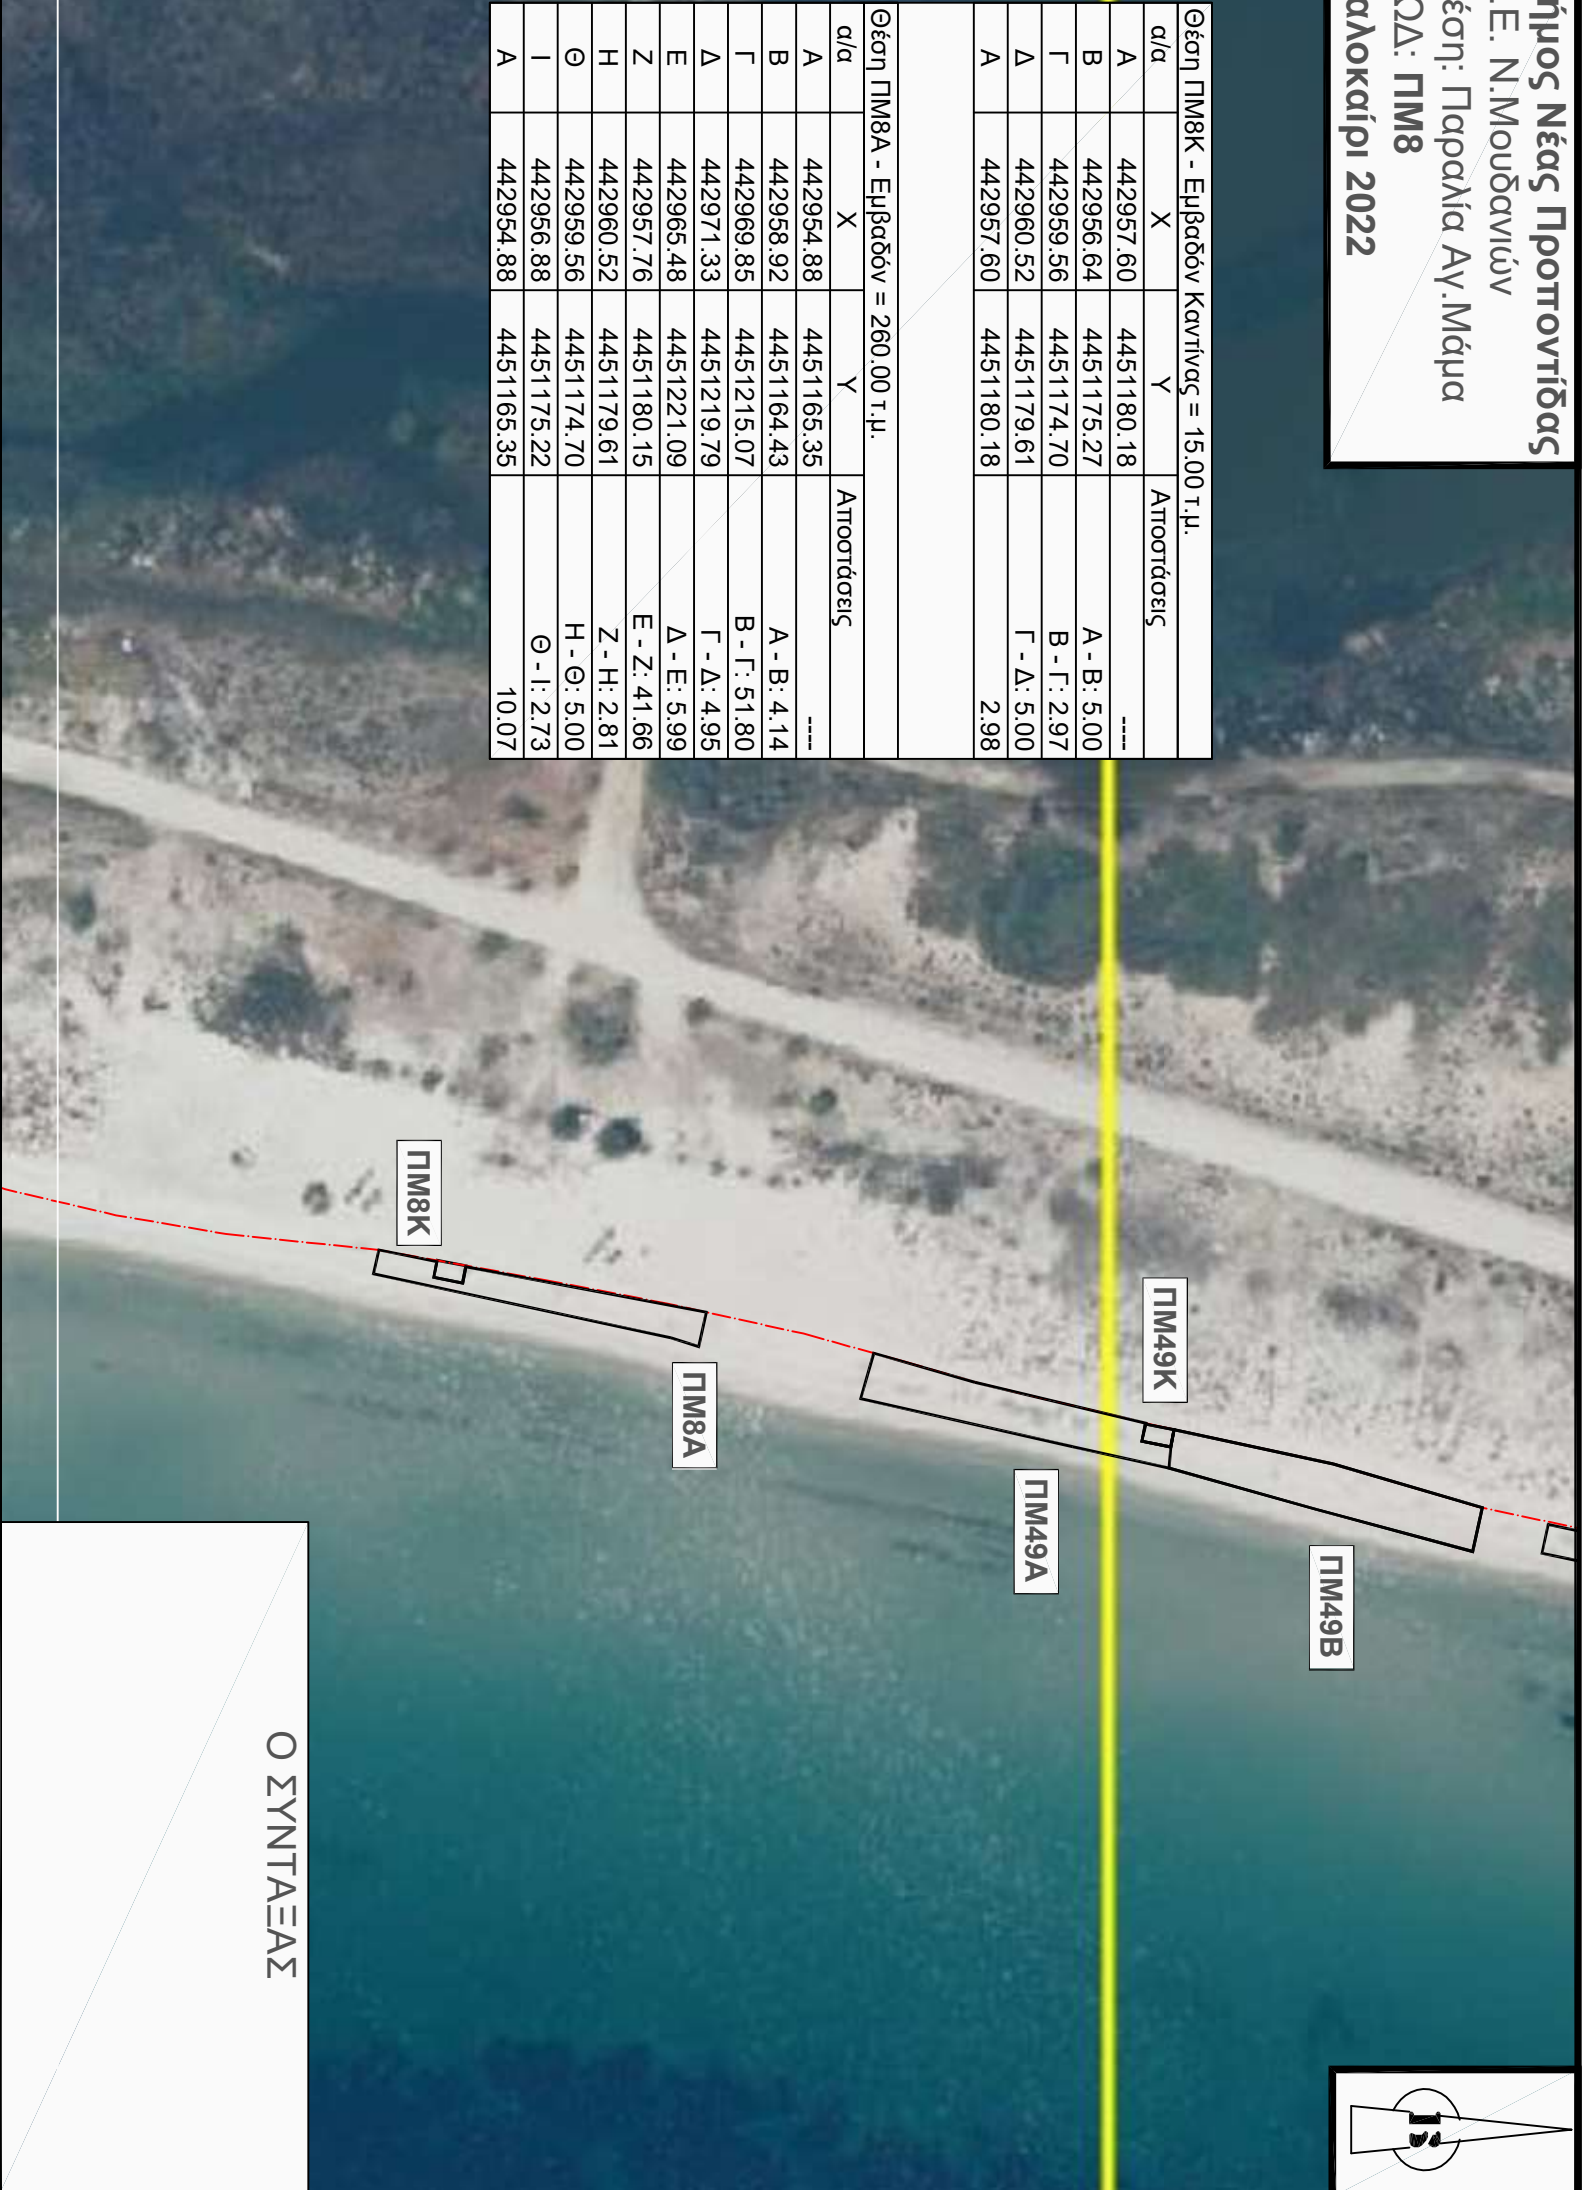 ήμος Νέας Προποντίδας
.Ε. Ν.Μουδανιών
έση: Παραλία Αγ.Μάμα
ΩΔ: ΠΜ8
αλοκαίρι 2022
Θέση ΠΜ8Κ - Εμβαδόν Καντίνας = 15.00 τ.μ.
α/α Χ Υ Αποστάσεις
Α 442957.60 4451180.18 ----
Β 442956.64 4451175.27 Α - Β: 5.00
Γ 442959.56 4451174.70 Β - Γ: 2.97
Δ 442960.52 4451179.61 Γ - Δ: 5.00
Α 442957.60 4451180.18 2.98
Θέση ΠΜ8Α - Εμβαδόν = 260.00 τ.μ.
α/α Χ Υ Αποστάσεις
Α 442954.88 4451165.35 ----
Β 442958.92 4451164.43 Α - Β: 4.14
Γ 442969.85 4451215.07 Β - Γ: 51.80
Δ 442971.33 4451219.79 Γ - Δ: 4.95
Ε 442965.48 4451221.09 Δ - Ε: 5.99
Ζ 442957.76 4451180.15 Ε - Ζ: 41.66
Η 442960.52 4451179.61 Ζ - Η: 2.81
Θ 442959.56 4451174.70 Η - Θ: 5.00
Ι 442956.88 4451175.22 Θ - Ι: 2.73
Α 442954.88 4451165.35 10.07
ΠΜ49Β
ΠΜ49Κ
ΠΜ49Α
ΠΜ8Α
ΠΜ8Κ
Ο ΣΥΝΤΑΞΑΣ